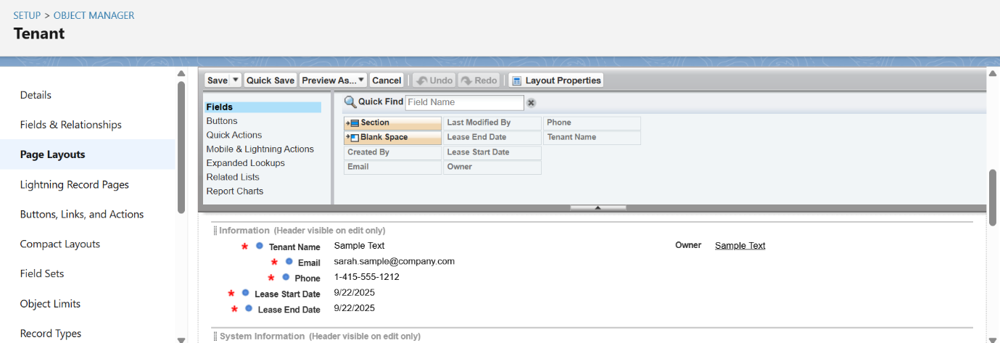 SETUP > OBJECT MANAGER
Tenant
Details
Fields & Relationships
Page Layouts
Lightning Record Pages
Buttons, Links, and Actions
Compact Layouts
Field Sets
Object Limits
Record Types
Save Quick Save Preview As... Cancel Undo Redo Layout Properties
Fields
Buttons
Quick Actions
Mobile & Lightning Actions
Expanded Lookups
Related Lists
Report Charts
Quick Find Field Name
Section Last Modified By Phone
Blank Space Lease End Date Tenant Name
Created By Lease Start Date
Email Owner
Information (Header visible on edit only)
* Tenant Name Sample Text Owner Sample Text
* Email sarah.sample@company.com
* Phone 1-415-555-1212
* Lease Start Date 9/22/2025
* Lease End Date 9/22/2025
System Information (Header visible on edit only)